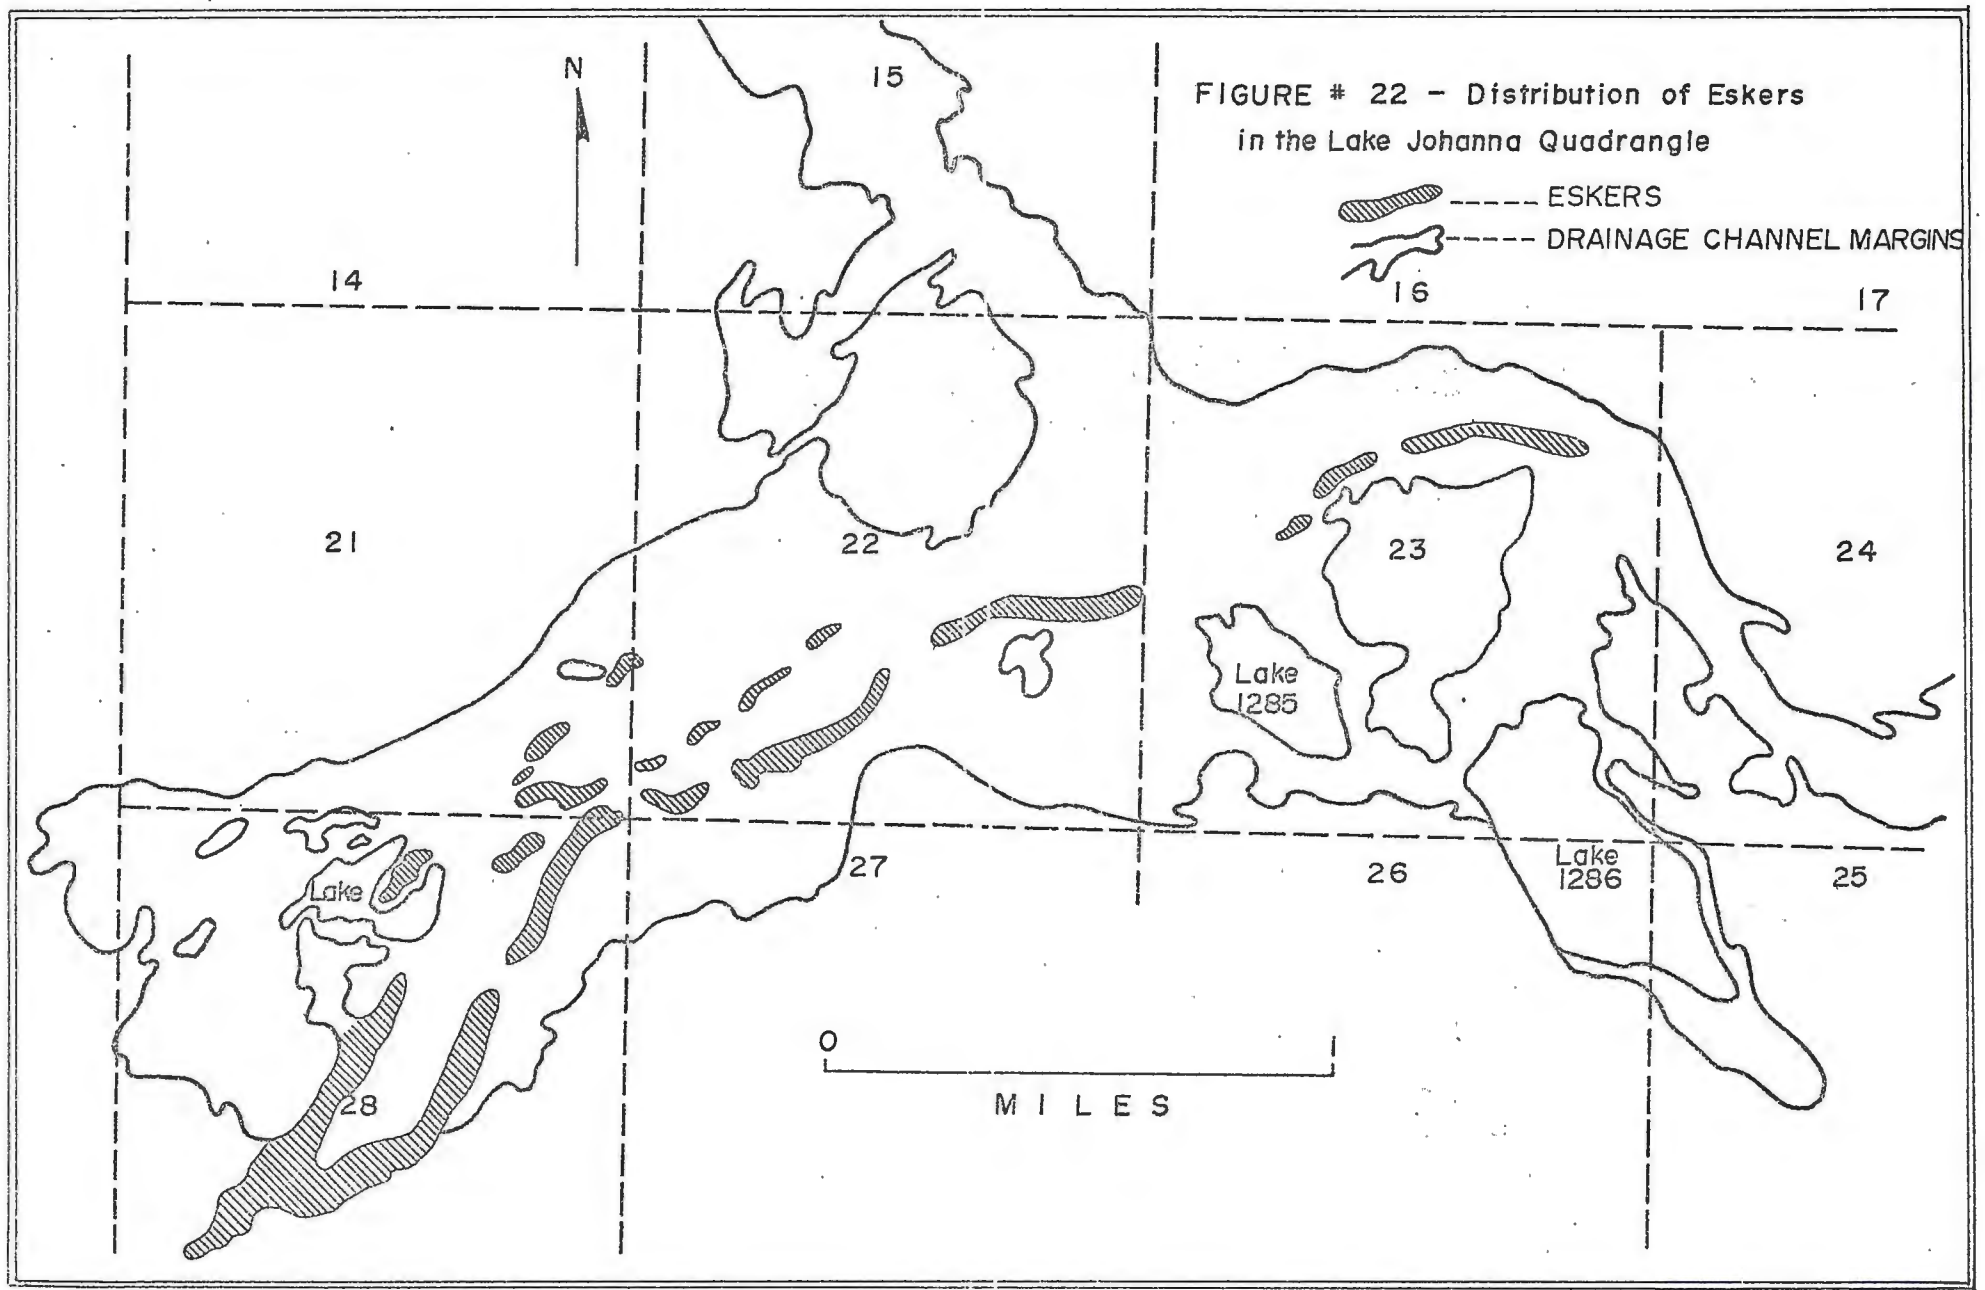 N
15
FIGURE # 22 - Distribution of Eskers
in the Lake Johanna Quadrangle
ESKERS
DRAINAGE CHANNEL MARGINS
14
16
17
21
22
23
24
Lake
1285
Lake
27
26
Lake
1286
25
28
0
1
MILES